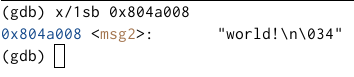 (gdb) x/1sb 0x804a008
0x804a008 <msg2>: "world!\n\034"
(gdb)